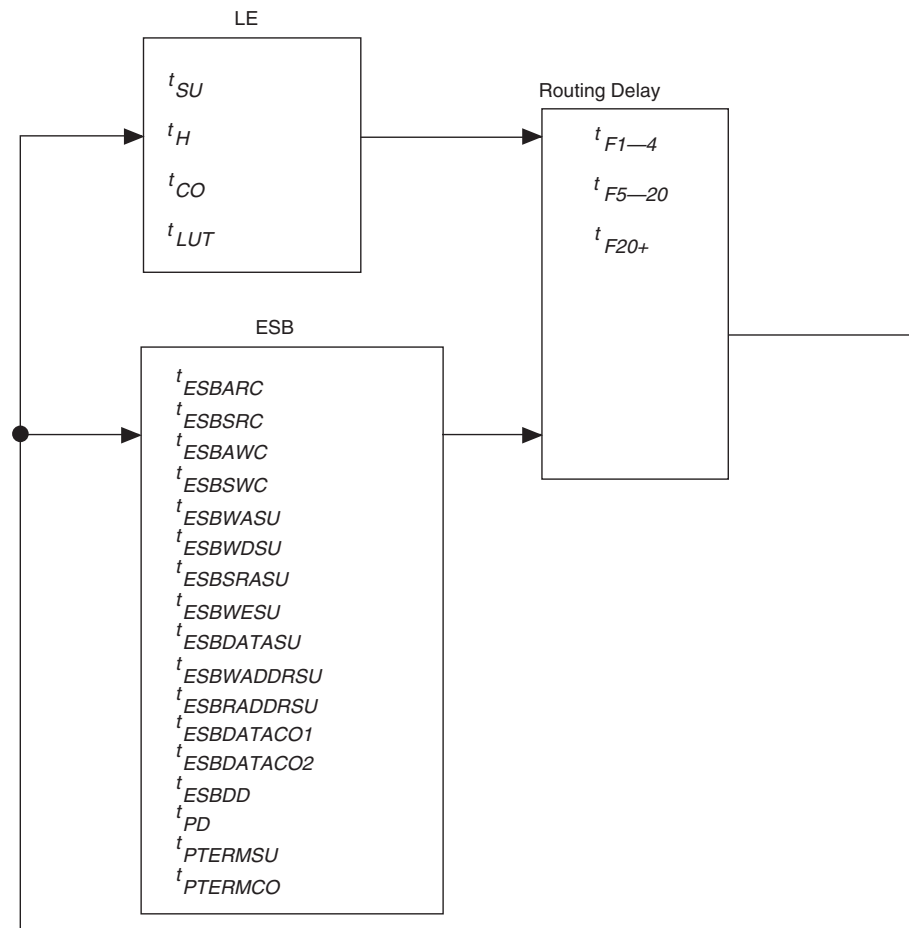 LE
tSU
tH
tCO
tLUT
Routing Delay
tF1—4
tF5—20
tF20+
ESB
tESBARC
tESBSRC
tESBAWC
tESBSWC
tESBWASU
tESBWDSU
tESBSRASU
tESBWESU
tESBDATASU
tESBWADDRSU
tESBRADDRSU
tESBDATACO1
tESBDATACO2
tESBDD
tPD
tPTERMSU
tPTERMCO